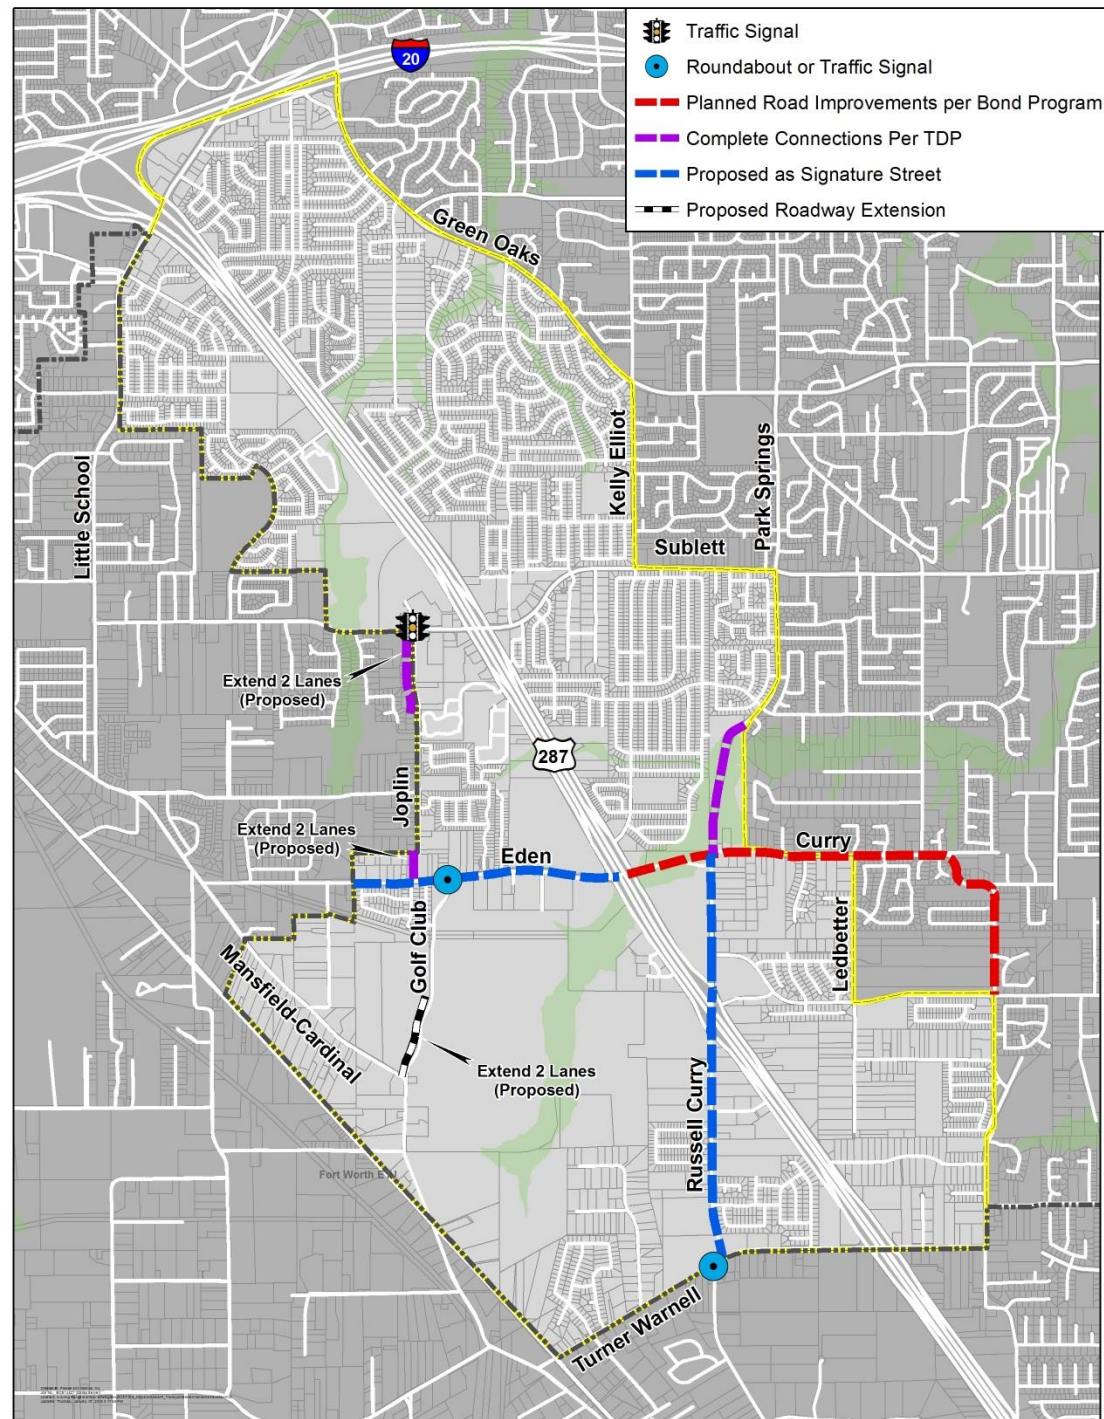 Traffic Signal
Roundabout or Traffic Signal
Planned Road Improvements per Bond Program
Complete Connections Per TDP
Proposed as Signature Street
Proposed Roadway Extension
20
Green Oaks
Kelly Elliot
Park Springs
Little School
Sublett
Extend 2 Lanes
(Proposed)
287
Joplin
Extend 2 Lanes
(Proposed)
Eden
Curry
Golf Club
Ledbetter
Mansfield-Cardinal
Extend 2 Lanes
(Proposed)
Russell Curry
Turner Warnell